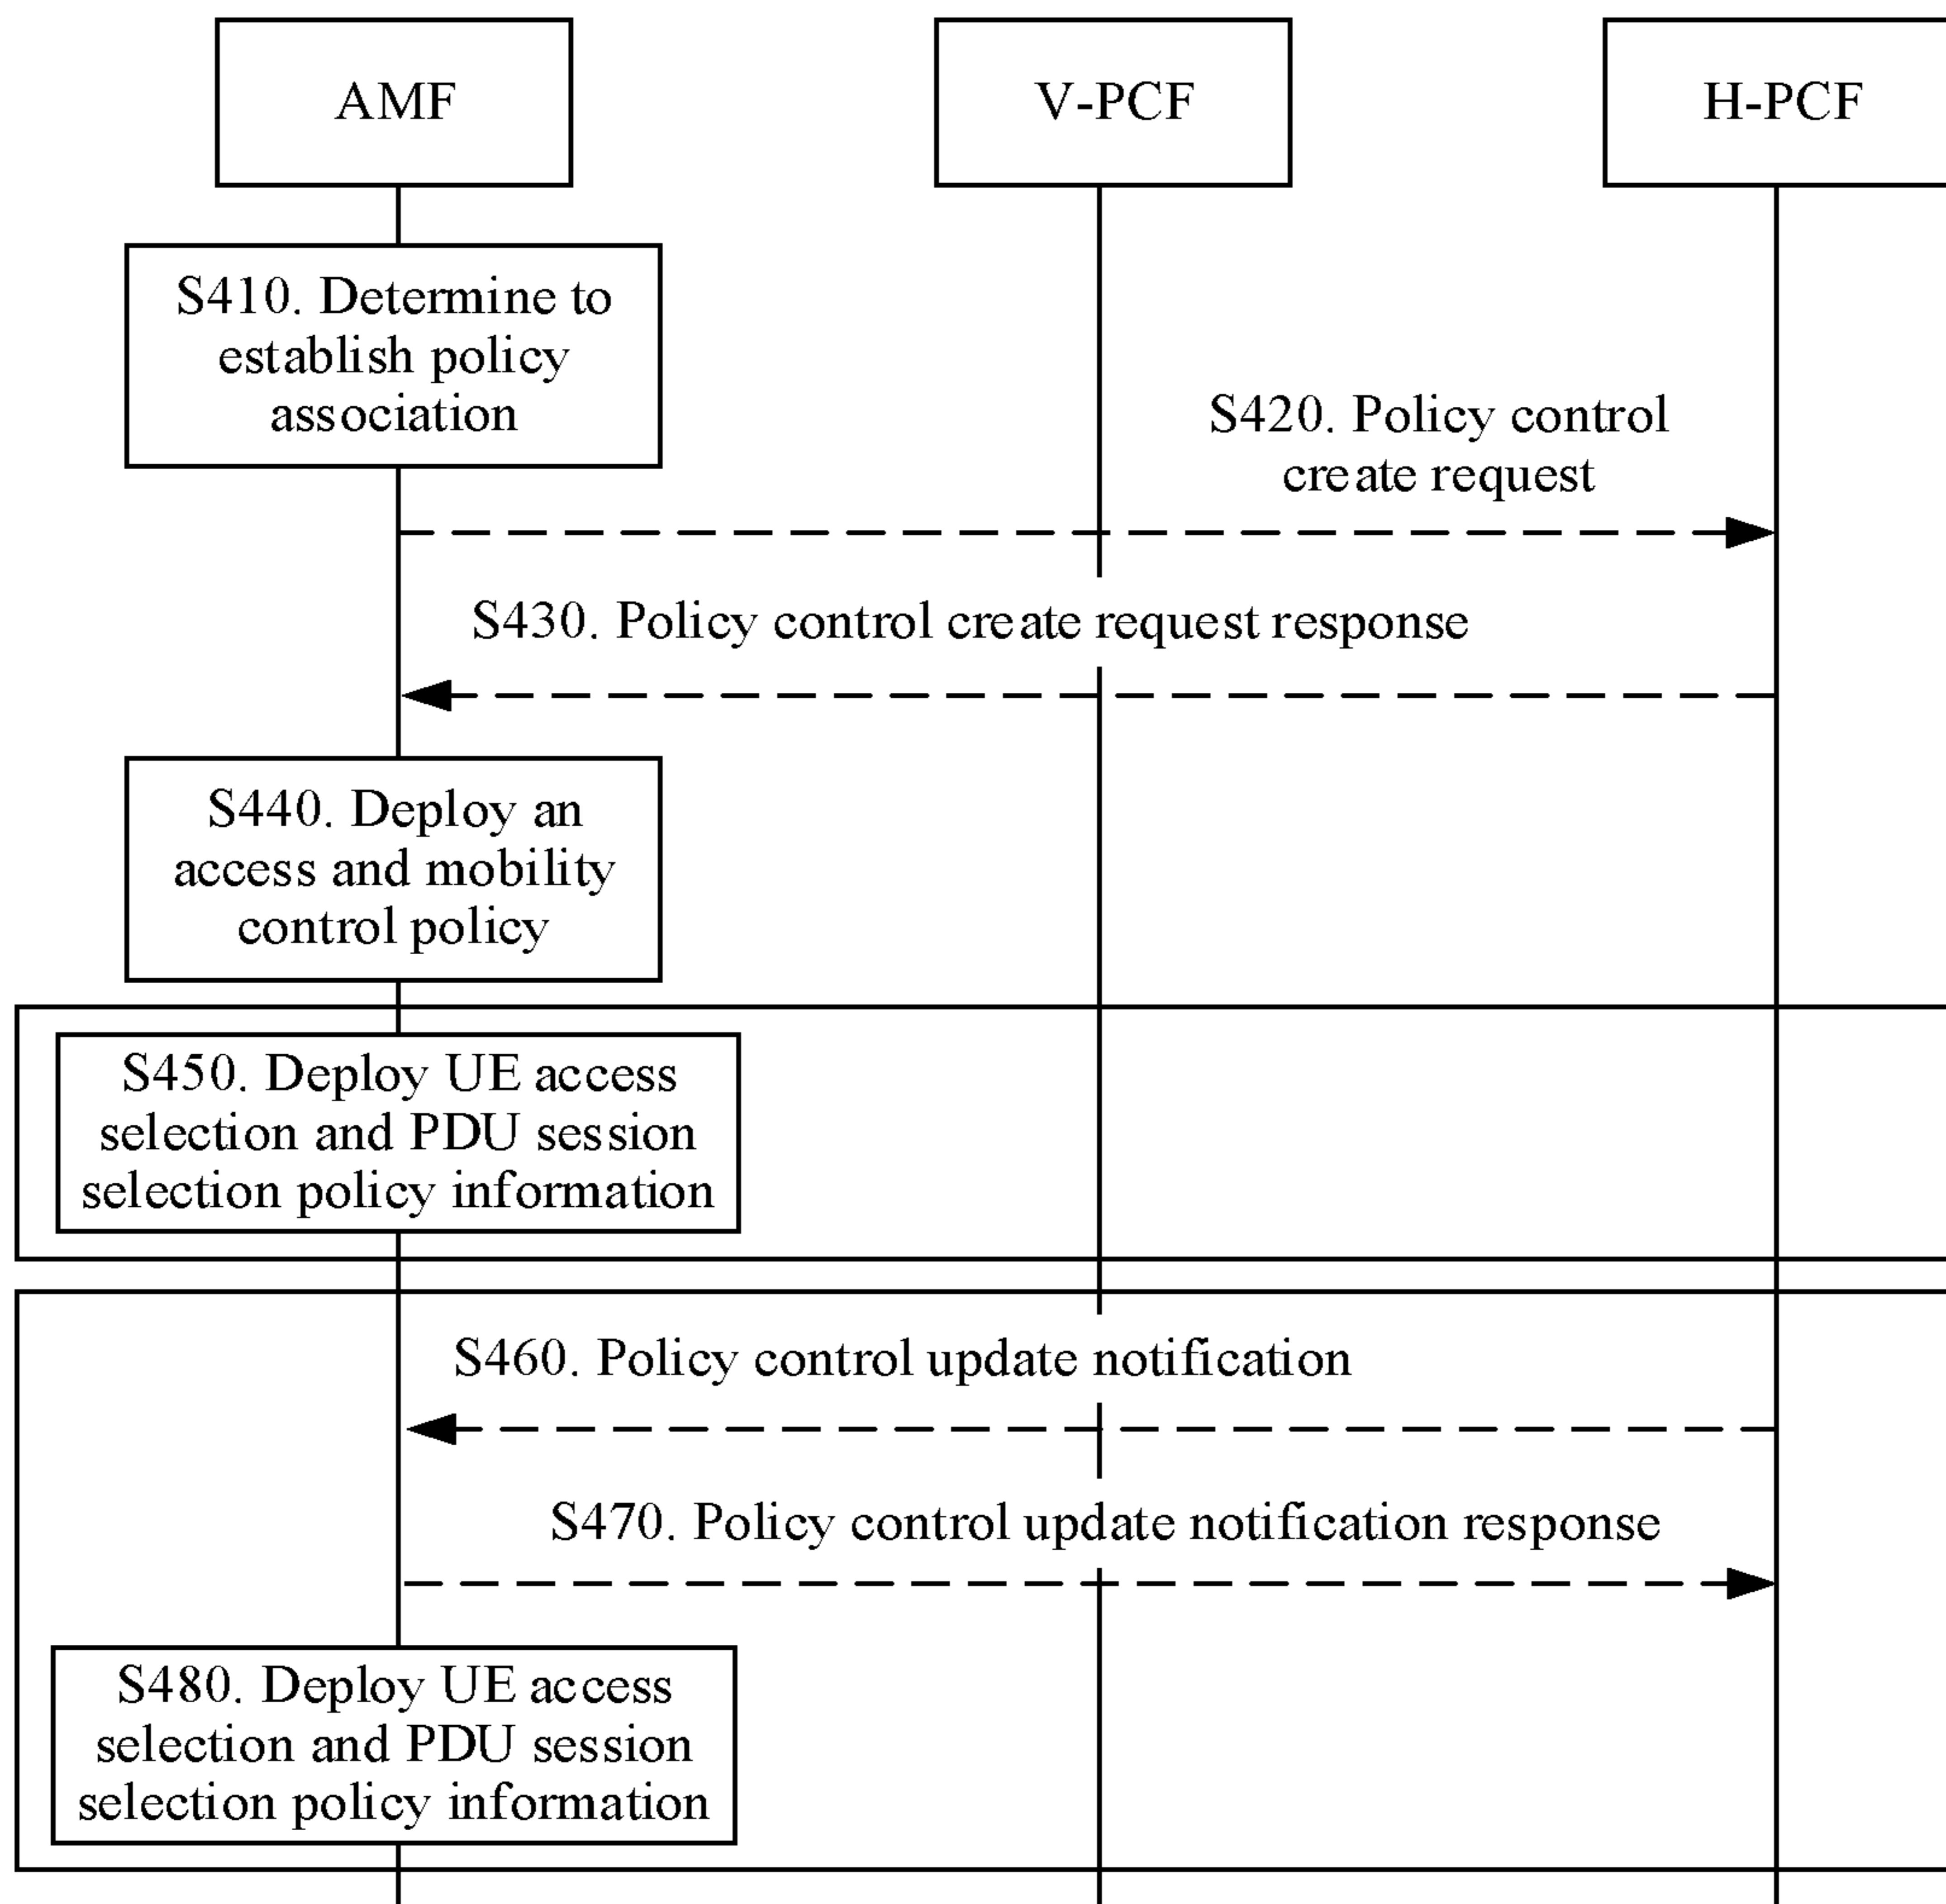 AMF
V-PCF
H-PCF
S410. Determine to
establish policy
association
S420. Policy control
create request
S430. Policy control create request response
S440. Deploy an
access and mobility
control policy
S450. Deploy UE access
selection and PDU session
selection policy information
S460. Policy control update notification
S470. Policy control update notification response
S480. Deploy UE access
selection and PDU session
selection policy information